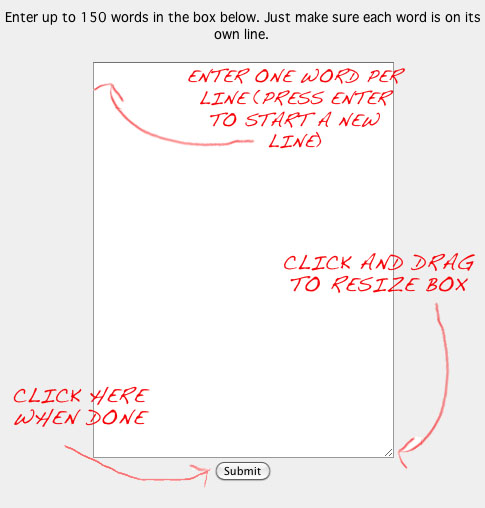 Enter up to 150 words in the box below. Just make sure each word is on its
own line.
ENTER ONE WORD PER
LINE (PRESS ENTER
TO START A NEW
LINE)
CLICK AND DRAG
TO RESIZE BOX
CLICK HERE
WHEN DONE
Submit